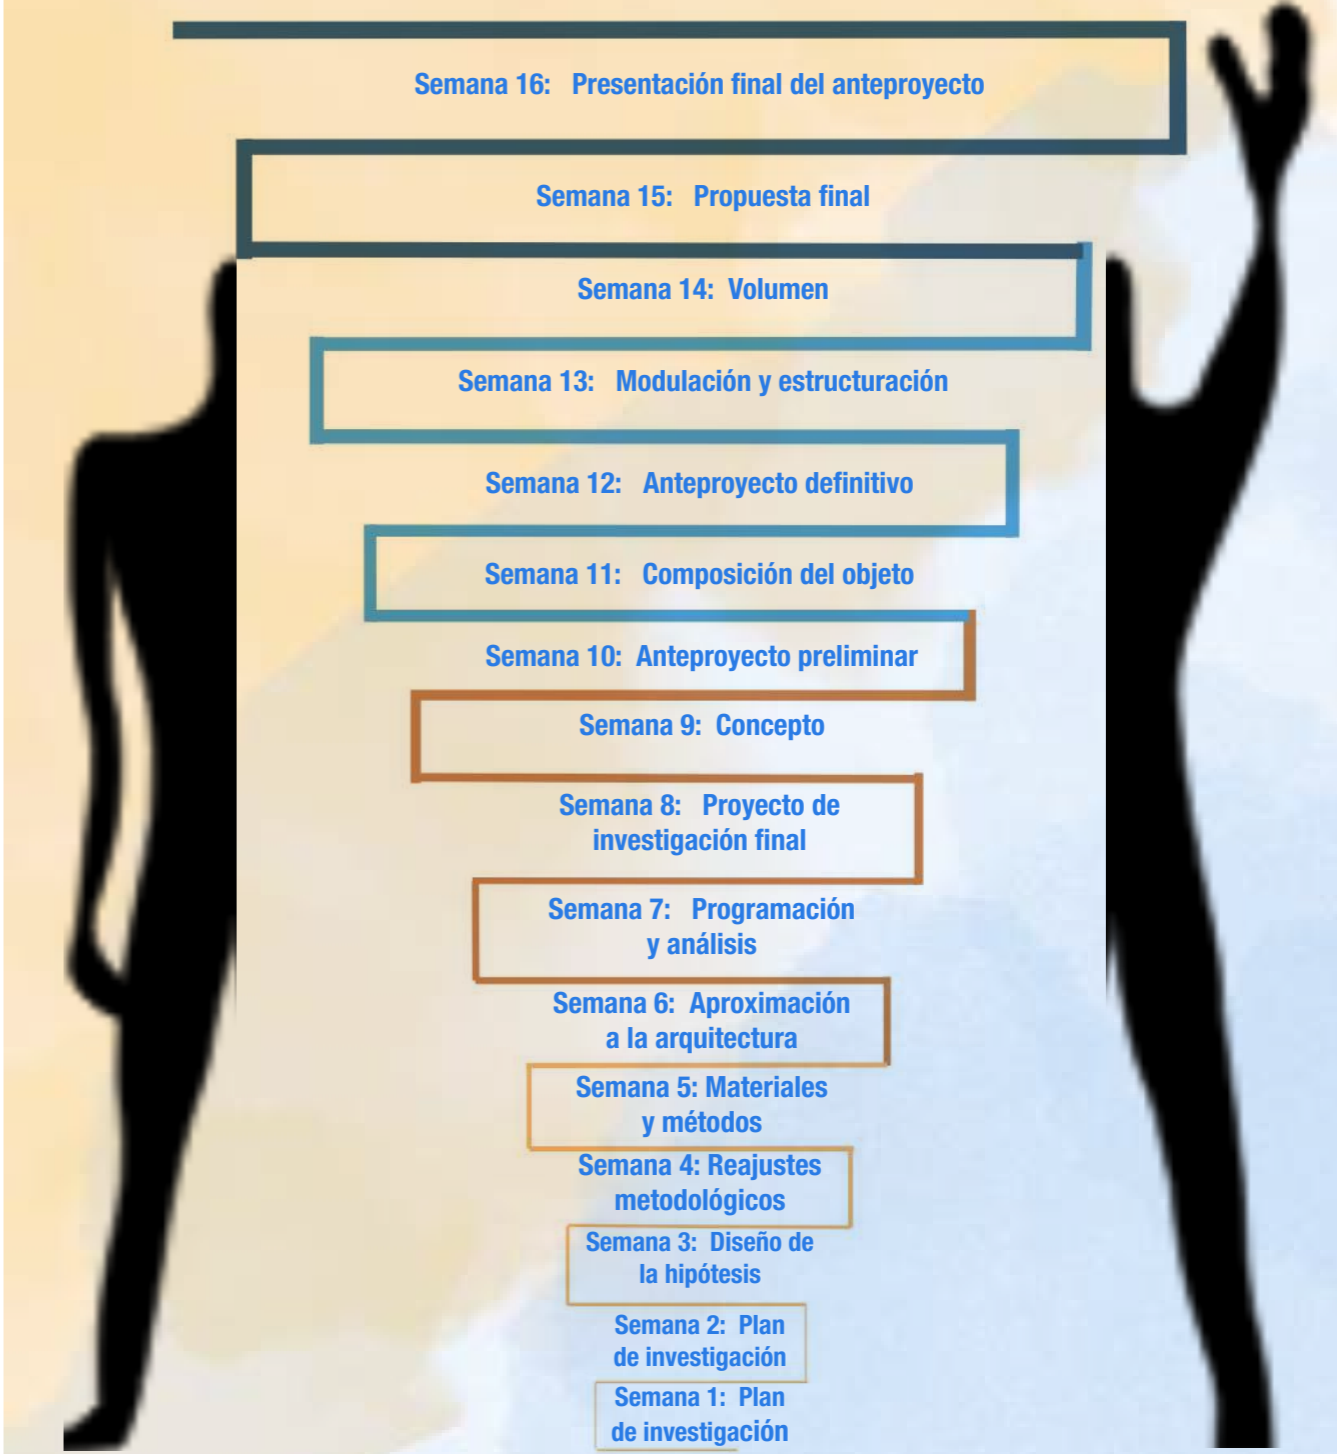 Semana 16: Presentación final del anteproyecto
Semana 15: Propuesta final
Semana 14: Volumen
Semana 13: Modulación y estructuración
Semana 12: Anteproyecto definitivo
Semana 11: Composición del objeto
Semana 10: Anteproyecto preliminar
Semana 9: Concepto
Semana 8: Proyecto de
investigación final
Semana 7: Programación
y análisis
Semana 6: Aproximación
a la arquitectura
Semana 5: Materiales
y métodos
Semana 4: Reajustes
metodológicos
Semana 3: Diseño de
la hipótesis
Semana 2: Plan
de investigación
Semana 1: Plan
de investigación